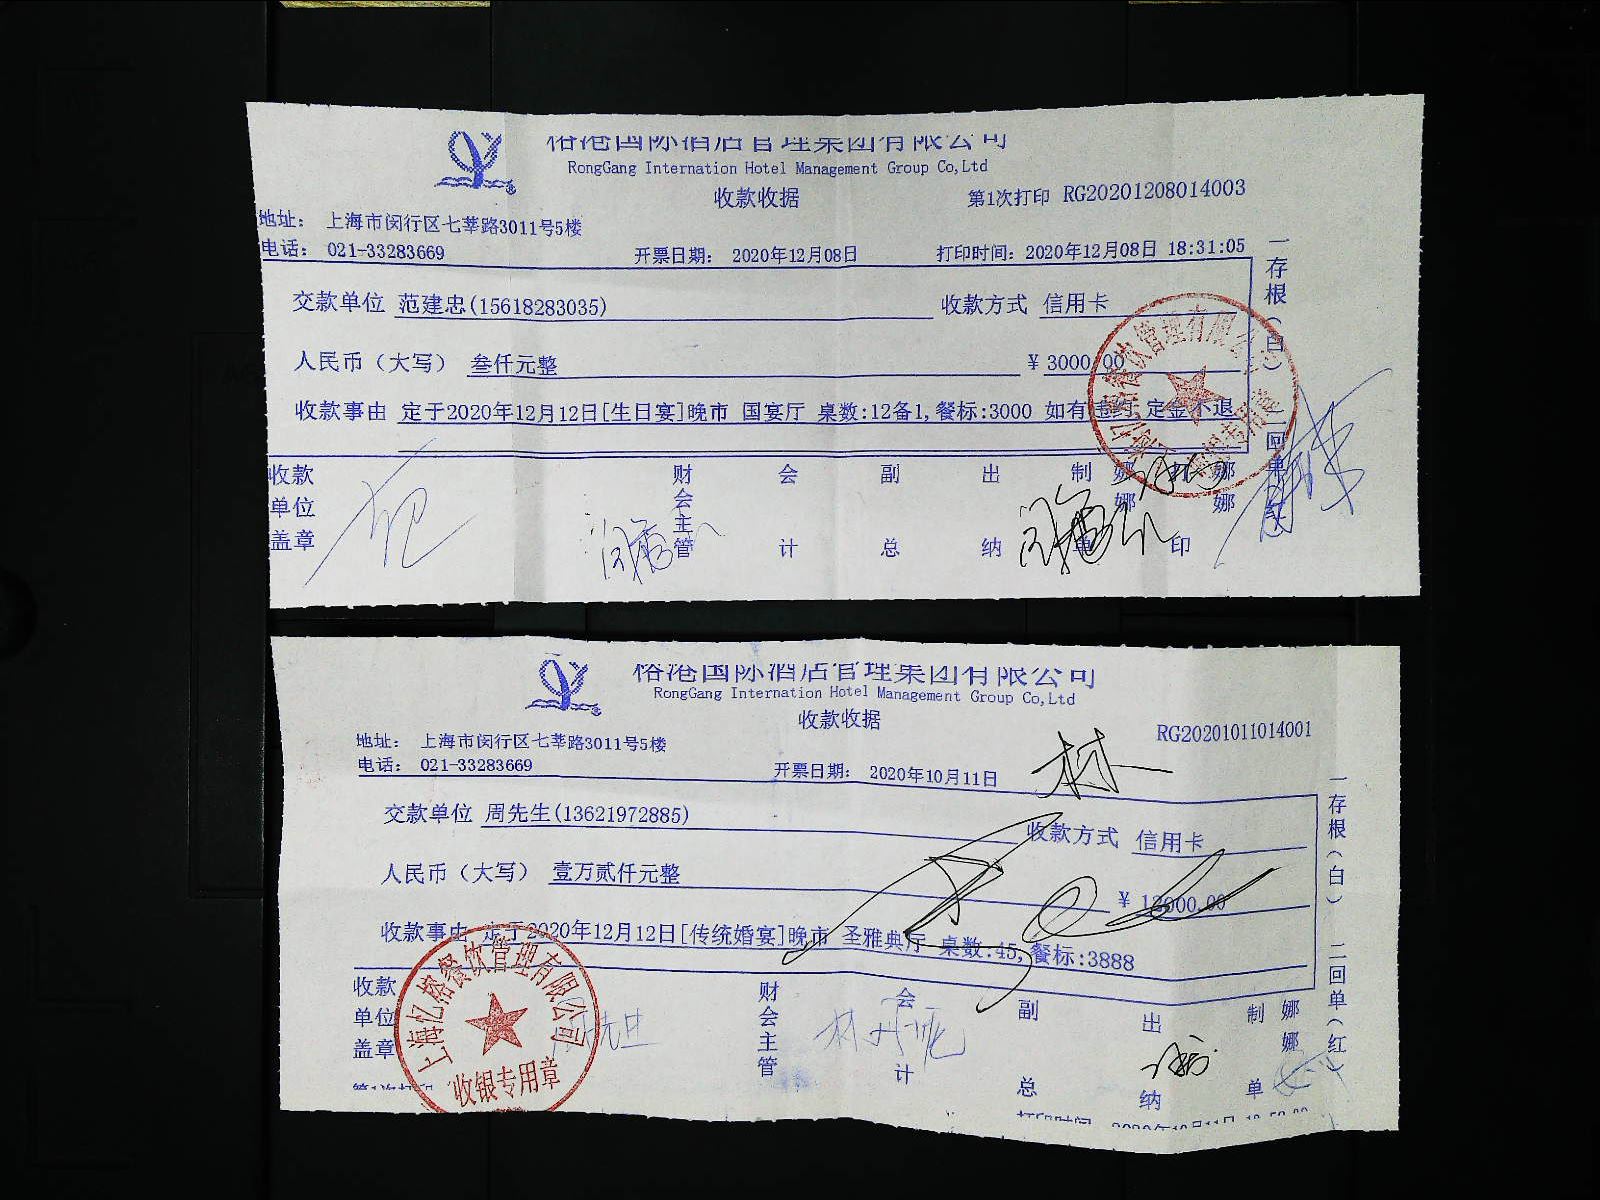 榕港国际酒店管理集团有限公司
RongGang Internation Hotel Management Group Co,Ltd
收款收据 第1次打印 RG20201208014003
地址: 上海市闵行区七莘路3011号5楼
电话: 021-33283669 开票日期: 2020年12月08日 打印时间: 2020年12月08日 18:31:05
交款单位 范建忠(15618283035) 收款方式 信用卡
人民币（大写） 叁仟元整 ¥ 3000.00
收款事由 定于2020年12月12日[生日宴]晚市 国宴厅 桌数:12备1,餐标:3000 如有违约,定金不退
收款单位盖章 财会主管 会计 副总 出纳 制单 娜娜 打印 娜娜
一存根（白） 二回单（红）
范
榕港国际酒店管理集团有限公司
RongGang Internation Hotel Management Group Co,Ltd
收款收据 RG20201011014001
地址: 上海市闵行区七莘路3011号5楼
电话: 021-33283669 开票日期: 2020年10月11日
交款单位 周先生(13621972885) 收款方式 信用卡
人民币（大写） 壹万贰仟元整 ¥ 12000.00
收款事由 定于2020年12月12日[传统婚宴]晚市 圣雅典厅 桌数:45,餐标:3888
收款单位盖章 财会主管 会计 副总 出纳 制单 娜娜
一存根（白） 二回单（红）
上海亿榕餐饮管理有限公司
收银专用章
第1次打印 打印时间